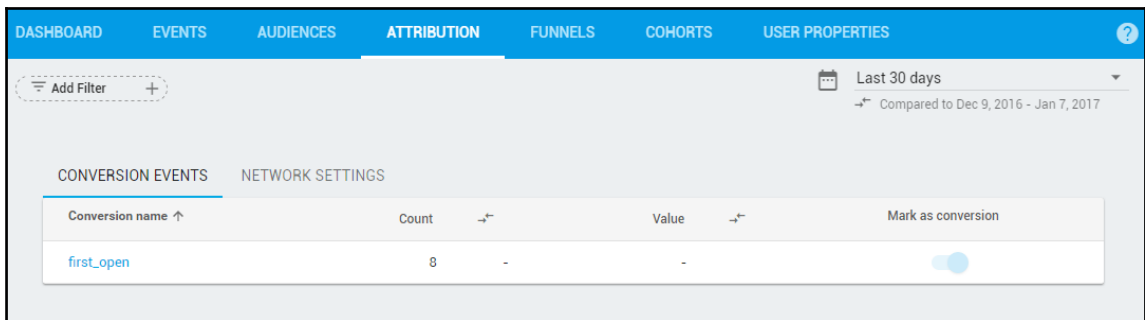 DASHBOARD EVENTS AUDIENCES ATTRIBUTION FUNNELS COHORTS USER PROPERTIES ?
Add Filter +
Last 30 days
Compared to Dec 9, 2016 - Jan 7, 2017
CONVERSION EVENTS NETWORK SETTINGS
Conversion name ↑ Count Value Mark as conversion
first_open 8 - -